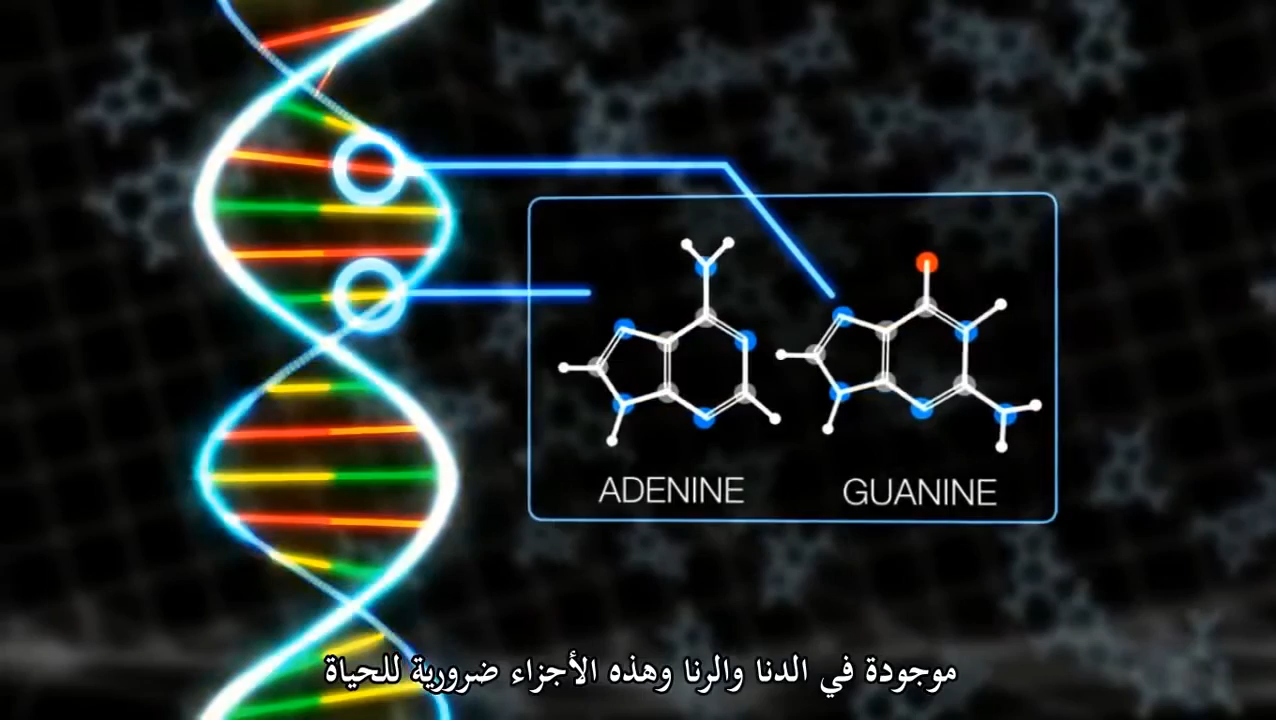 ADENINE
GUANINE
موجودة في الدنا والرنا وهذه الأجزاء ضرورية للحياة